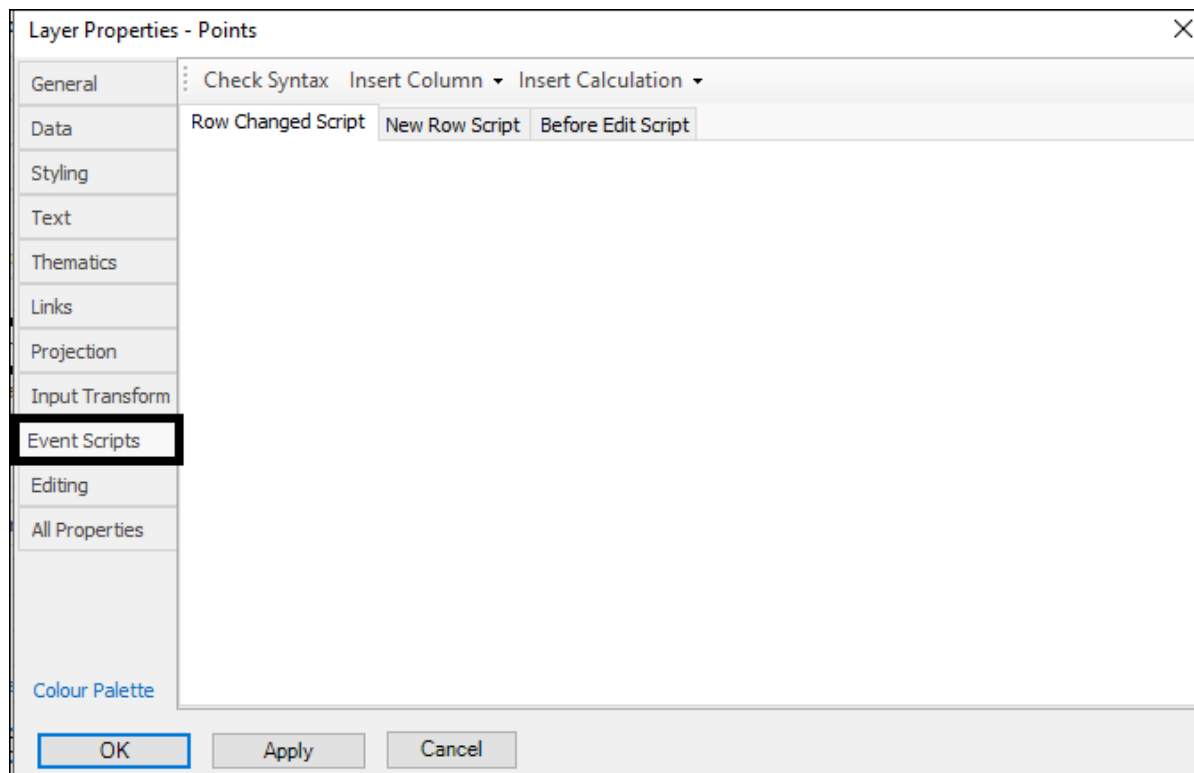 Layer Properties - Points
General
Data
Styling
Text
Thematics
Links
Projection
Input Transform
Event Scripts
Editing
All Properties
Colour Palette
Check Syntax Insert Column Insert Calculation
Row Changed Script New Row Script Before Edit Script
OK Apply Cancel